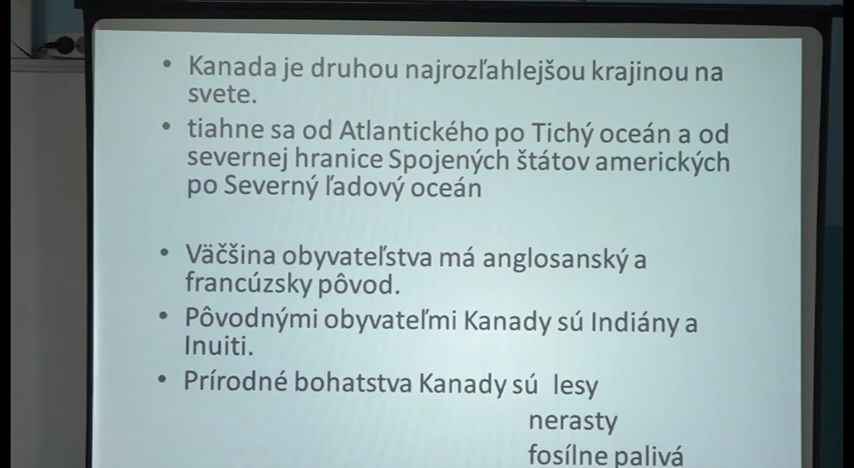 • Kanada je druhou najrozľahlejšou krajinou na
svete.
• tiahne sa od Atlantického po Tichý oceán a od
severnej hranice Spojených štátov amerických
po Severný ľadový oceán
• Väčšina obyvateľstva má anglosanský a
francúzsky pôvod.
• Pôvodnými obyvateľmi Kanady sú Indiány a
Inuiti.
• Prírodné bohatstva Kanady sú lesy
nerasty
fosílne palivá